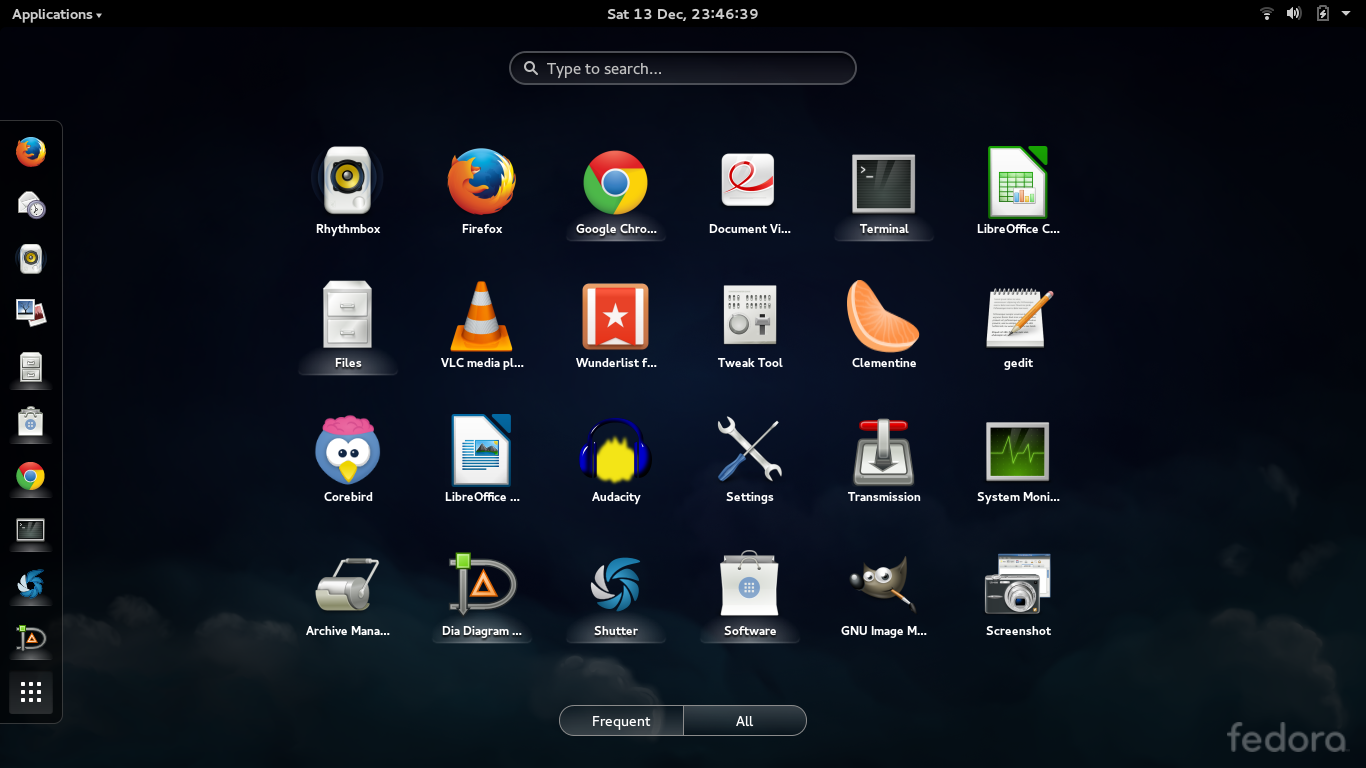 Applications
Sat 13 Dec, 23:46:39
Type to search...
Rhythmbox
Firefox
Google Chro...
Document Vi...
Terminal
LibreOffice C...
Files
VLC media pl...
Wunderlist f...
Tweak Tool
Clementine
gedit
Corebird
LibreOffice ...
Audacity
Settings
Transmission
System Moni...
Archive Mana...
Dia Diagram ...
Shutter
Software
GNU Image M...
Screenshot
Frequent
All
fedora